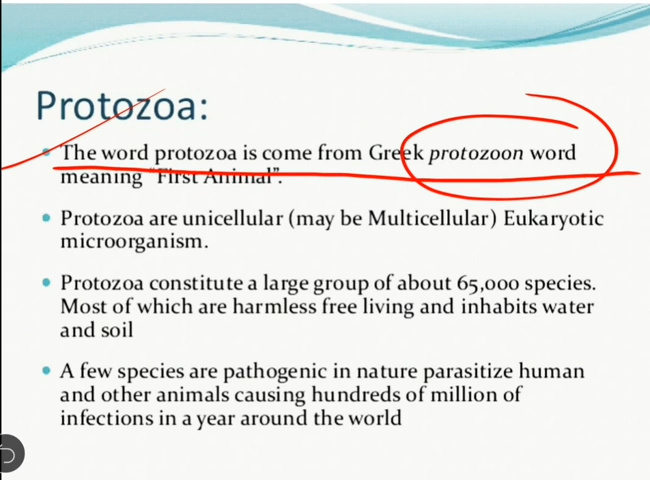 Protozoa:
The word protozoa is come from Greek protozoon word
meaning "First Animal".
Protozoa are unicellular (may be Multicellular) Eukaryotic
microorganism.
Protozoa constitute a large group of about 65,000 species.
Most of which are harmless free living and inhabits water
and soil
A few species are pathogenic in nature parasitize human
and other animals causing hundreds of million of
infections in a year around the world